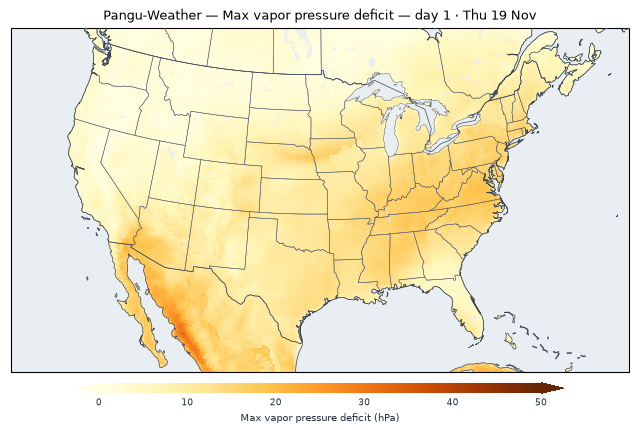 Pangu-Weather — Max vapor pressure deficit — day 1 · Thu 19 Nov
0 10 20 30 40 50
Max vapor pressure deficit (hPa)